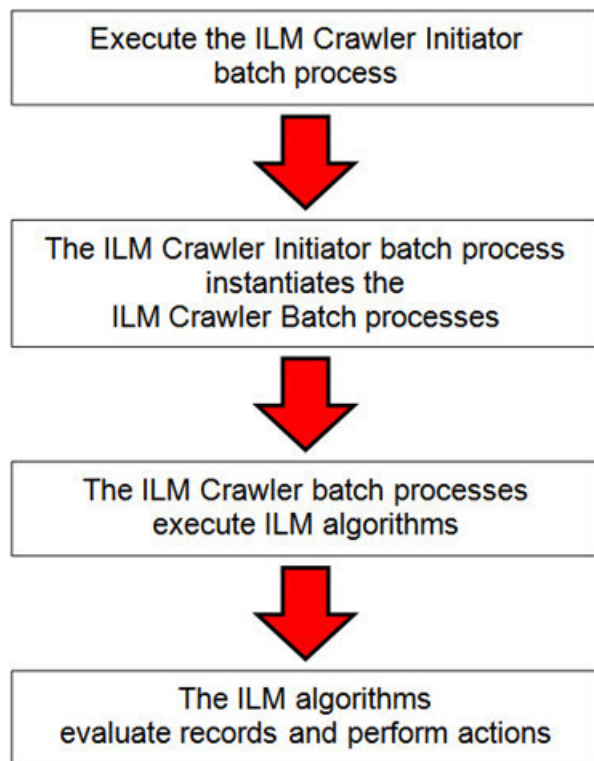 Execute the ILM Crawler Initiator
batch process
The ILM Crawler Initiator batch process
instantiates the
ILM Crawler Batch processes
The ILM Crawler batch processes
execute ILM algorithms
The ILM algorithms
evaluate records and perform actions